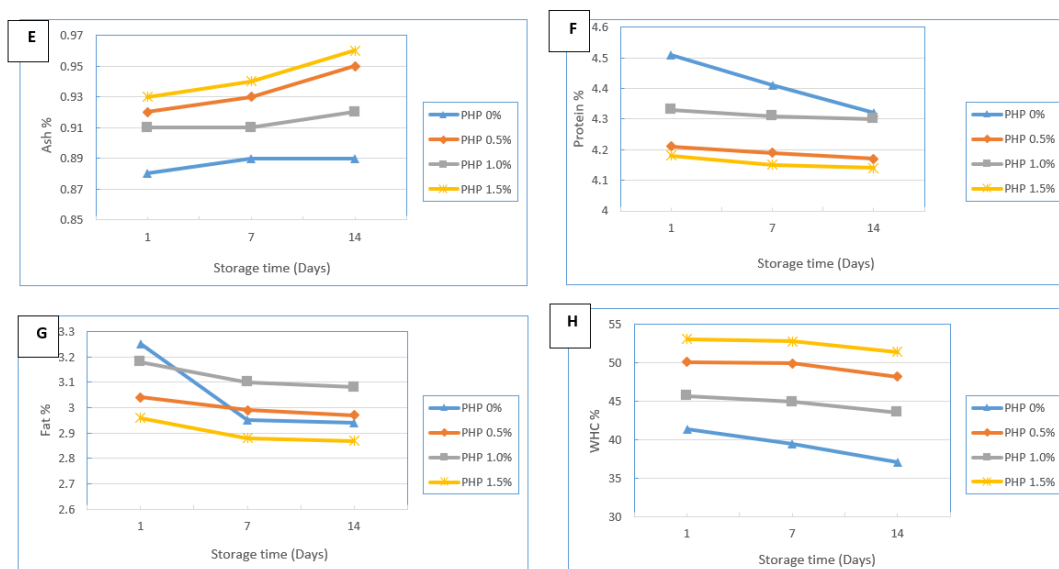 E
Ash %
0.97
0.95
0.93
0.91
0.89
0.87
0.85
1 7 14
Storage time (Days)
PHP 0%
PHP 0.5%
PHP 1.0%
PHP 1.5%
F
Protein %
4.6
4.5
4.4
4.3
4.2
4.1
4
1 7 14
Storage time (Days)
PHP 0%
PHP 0.5%
PHP 1.0%
PHP 1.5%
G
Fat %
3.3
3.2
3.1
3
2.9
2.8
2.7
2.6
1 7 14
Storage time (Days)
PHP 0%
PHP 0.5%
PHP 1.0%
PHP 1.5%
H
WHC %
55
50
45
40
35
30
1 7 14
Storage time (Days)
PHP 0%
PHP 0.5%
PHP 1.0%
PHP 1.5%